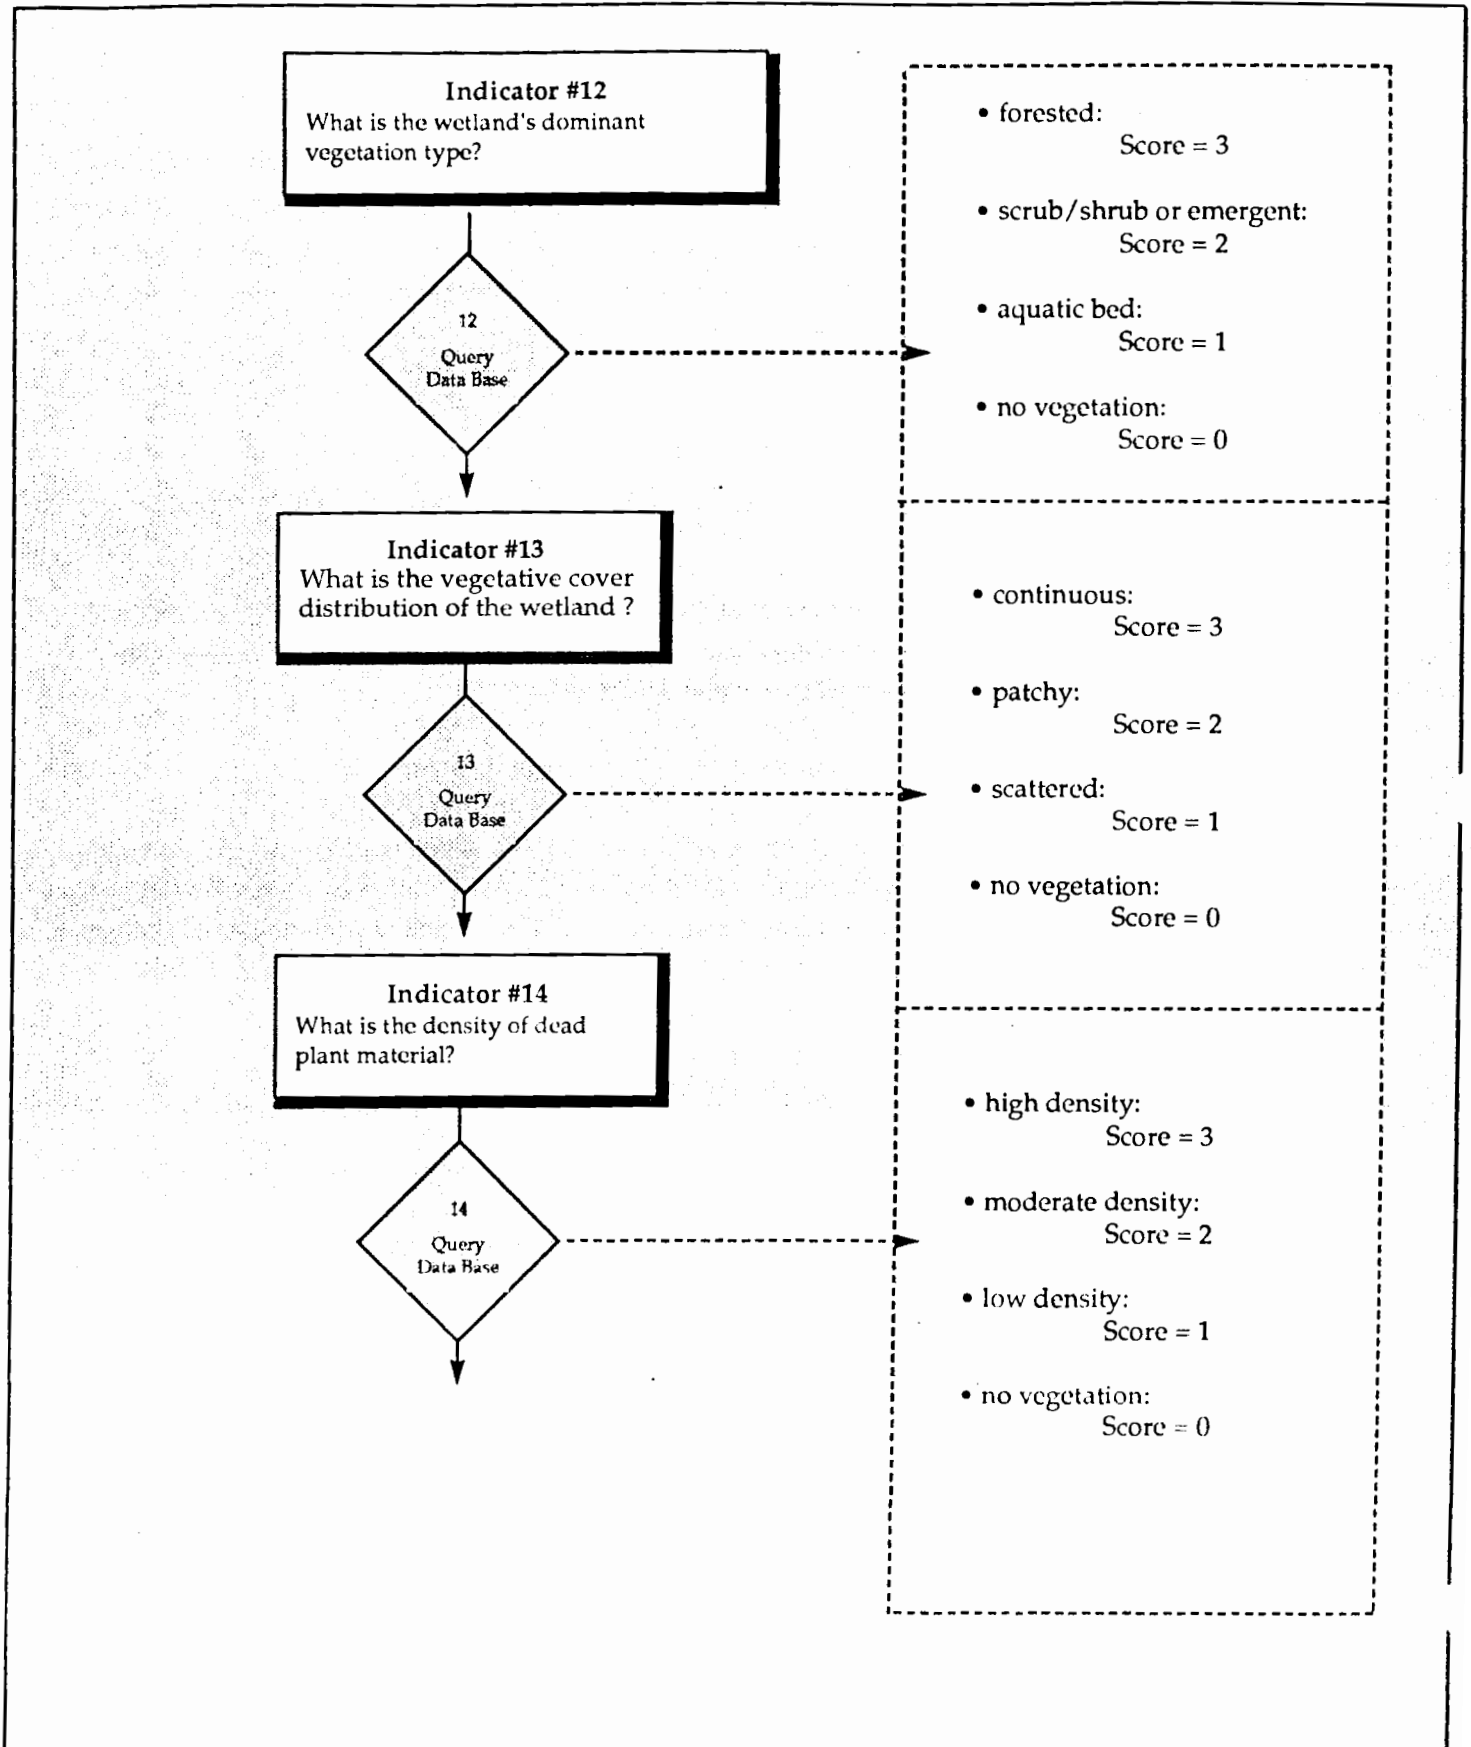 Indicator #12
What is the wetland's dominant
vegetation type?
12
Query
Data Base
• forested:
Score = 3
• scrub/shrub or emergent:
Score = 2
• aquatic bed:
Score = 1
• no vegetation:
Score = 0
Indicator #13
What is the vegetative cover
distribution of the wetland ?
13
Query
Data Base
• continuous:
Score = 3
• patchy:
Score = 2
• scattered:
Score = 1
• no vegetation:
Score = 0
Indicator #14
What is the density of dead
plant material?
14
Query
Data Base
• high density:
Score = 3
• moderate density:
Score = 2
• low density:
Score = 1
• no vegetation:
Score = 0